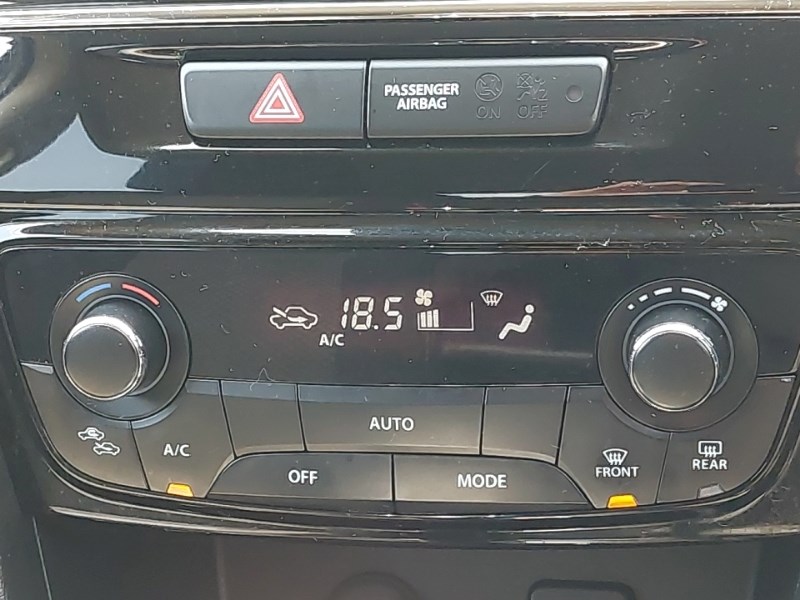 PASSENGER
AIRBAG
ON OFF
18.5
A/C
A/C
AUTO
OFF
MODE
FRONT
REAR